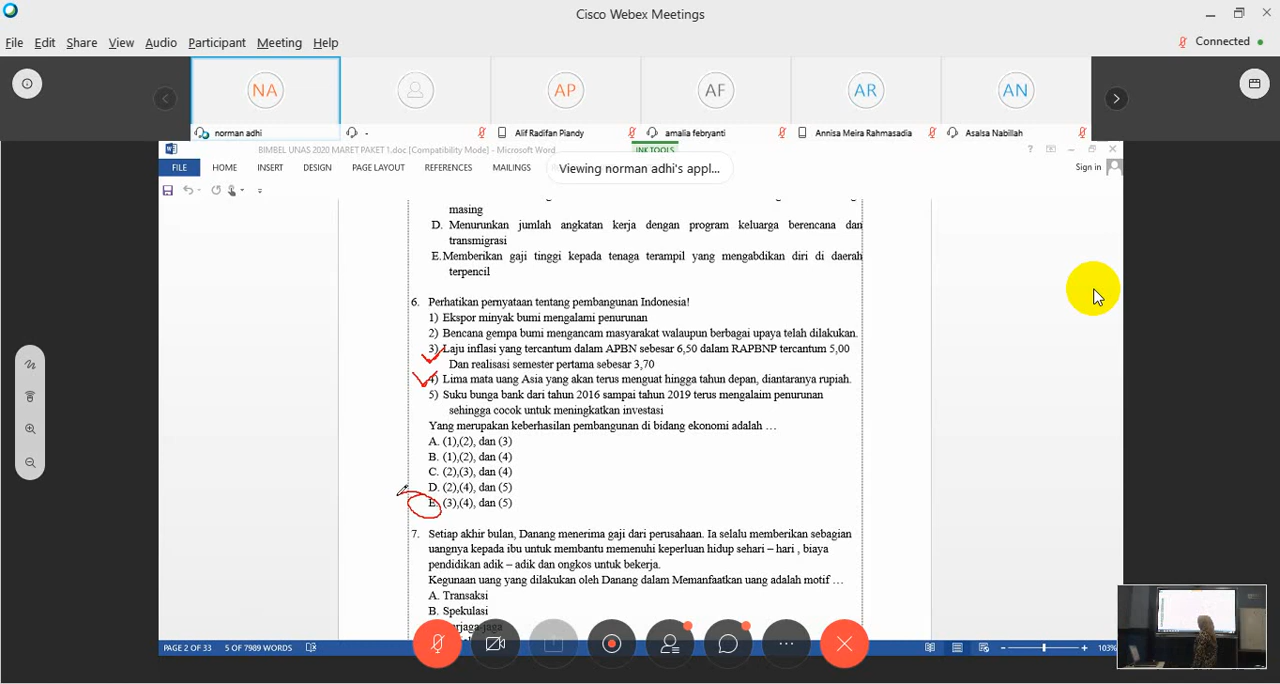 Cisco Webex Meetings
File Edit Share View Audio Participant Meeting Help
Connected
NA AP AF AR AN
norman adhi - Alif Radifan Piandy amalia febryanti Annisa Meira Rahmasadia Asalsa Nabillah
BIMBEL UNAS 2020 MARET PAKET 1.doc [Compatibility Mode] - Microsoft Word
INK TOOLS
Viewing norman adhi's appl...
FILE HOME INSERT DESIGN PAGE LAYOUT REFERENCES MAILINGS
Sign in
masing
D. Menurunkan jumlah angkatan kerja dengan program keluarga berencana dan
transmigrasi
E.Memberikan gaji tinggi kepada tenaga terampil yang mengabdikan diri di daerah
terpencil
6. Perhatikan pernyataan tentang pembangunan Indonesia!
1) Ekspor minyak bumi mengalami penurunan
2) Bencana gempa bumi mengancam masyarakat walaupun berbagai upaya telah dilakukan.
3) Laju inflasi yang tercantum dalam APBN sebesar 6,50 dalam RAPBNP tercantum 5,00
Dan realisasi semester pertama sebesar 3,70
4) Lima mata uang Asia yang akan terus menguat hingga tahun depan, diantaranya rupiah.
5) Suku bunga bank dari tahun 2016 sampai tahun 2019 terus mengalaim penurunan
sehingga cocok untuk meningkatkan investasi
Yang merupakan keberhasilan pembangunan di bidang ekonomi adalah …
A. (1),(2), dan (3)
B. (1),(2), dan (4)
C. (2),(3), dan (4)
D. (2),(4), dan (5)
E. (3),(4), dan (5)
7. Setiap akhir bulan, Danang menerima gaji dari perusahaan. Ia selalu memberikan sebagian
uangnya kepada ibu untuk membantu memenuhi keperluan hidup sehari – hari , biaya
pendidikan adik – adik dan ongkos untuk bekerja.
Kegunaan uang yang dilakukan oleh Danang dalam Memanfaatkan uang adalah motif …
A. Transaksi
B. Spekulasi
PAGE 2 OF 33 5 OF 7989 WORDS
103%